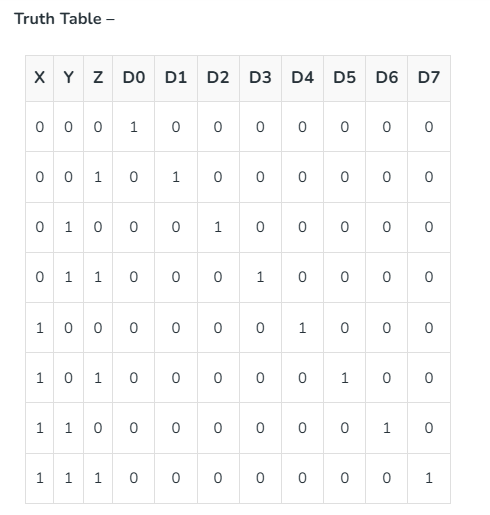 Truth Table –
X Y Z D0 D1 D2 D3 D4 D5 D6 D7
0 0 0 1 0 0 0 0 0 0 0
0 0 1 0 1 0 0 0 0 0 0
0 1 0 0 0 1 0 0 0 0 0
0 1 1 0 0 0 1 0 0 0 0
1 0 0 0 0 0 0 1 0 0 0
1 0 1 0 0 0 0 0 1 0 0
1 1 0 0 0 0 0 0 0 1 0
1 1 1 0 0 0 0 0 0 0 1